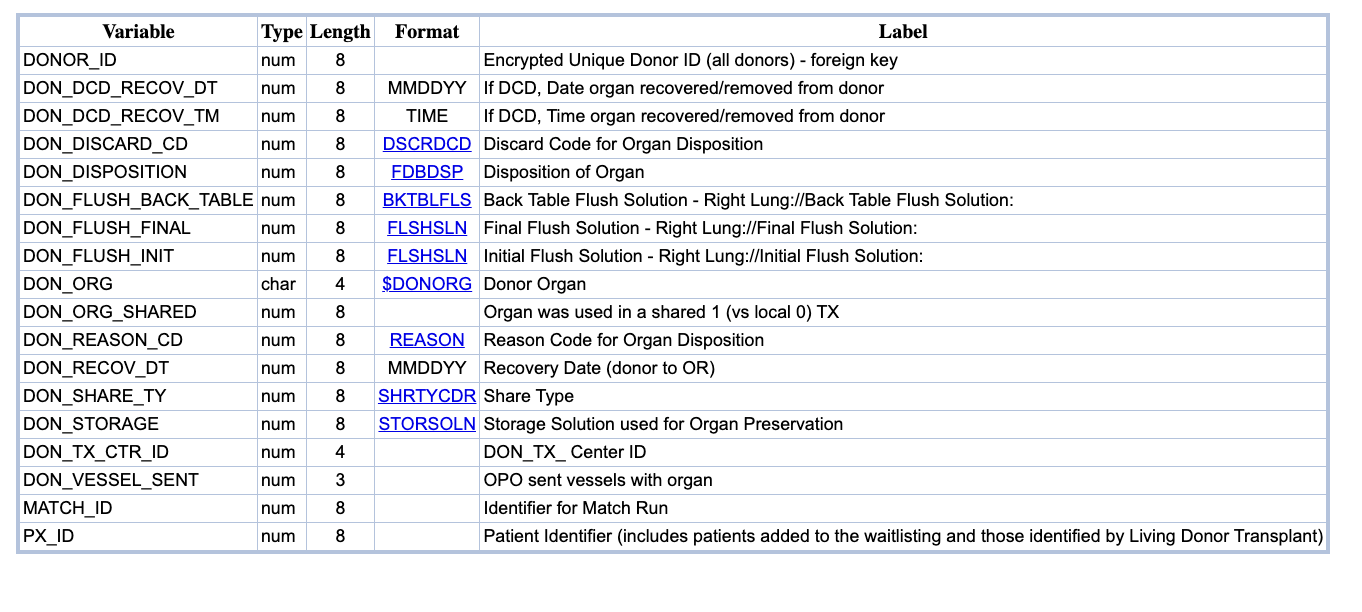 Variable Type Length Format Label
DONOR_ID num 8 Encrypted Unique Donor ID (all donors) - foreign key
DON_DCD_RECOV_DT num 8 MMDDYY If DCD, Date organ recovered/removed from donor
DON_DCD_RECOV_TM num 8 TIME If DCD, Time organ recovered/removed from donor
DON_DISCARD_CD num 8 DSCRDCD Discard Code for Organ Disposition
DON_DISPOSITION num 8 FDBDSP Disposition of Organ
DON_FLUSH_BACK_TABLE num 8 BKTBLFLS Back Table Flush Solution - Right Lung://Back Table Flush Solution:
DON_FLUSH_FINAL num 8 FLSHSLN Final Flush Solution - Right Lung://Final Flush Solution:
DON_FLUSH_INIT num 8 FLSHSLN Initial Flush Solution - Right Lung://Initial Flush Solution:
DON_ORG char 4 $DONORG Donor Organ
DON_ORG_SHARED num 8 Organ was used in a shared 1 (vs local 0) TX
DON_REASON_CD num 8 REASON Reason Code for Organ Disposition
DON_RECOV_DT num 8 MMDDYY Recovery Date (donor to OR)
DON_SHARE_TY num 8 SHRTYCDR Share Type
DON_STORAGE num 8 STORSOLN Storage Solution used for Organ Preservation
DON_TX_CTR_ID num 4 DON_TX_ Center ID
DON_VESSEL_SENT num 3 OPO sent vessels with organ
MATCH_ID num 8 Identifier for Match Run
PX_ID num 8 Patient Identifier (includes patients added to the waitlisting and those identified by Living Donor Transplant)